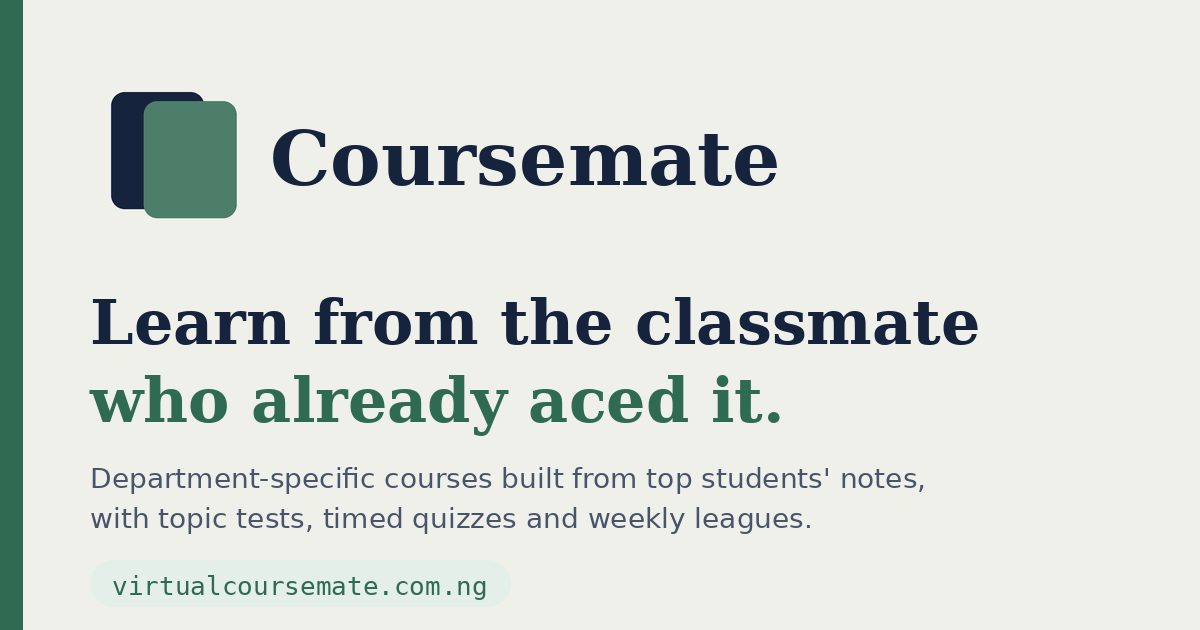 Coursemate
Learn from the classmate
who already aced it.
Department-specific courses built from top students' notes,
with topic tests, timed quizzes and weekly leagues.
virtualcoursemate.com.ng